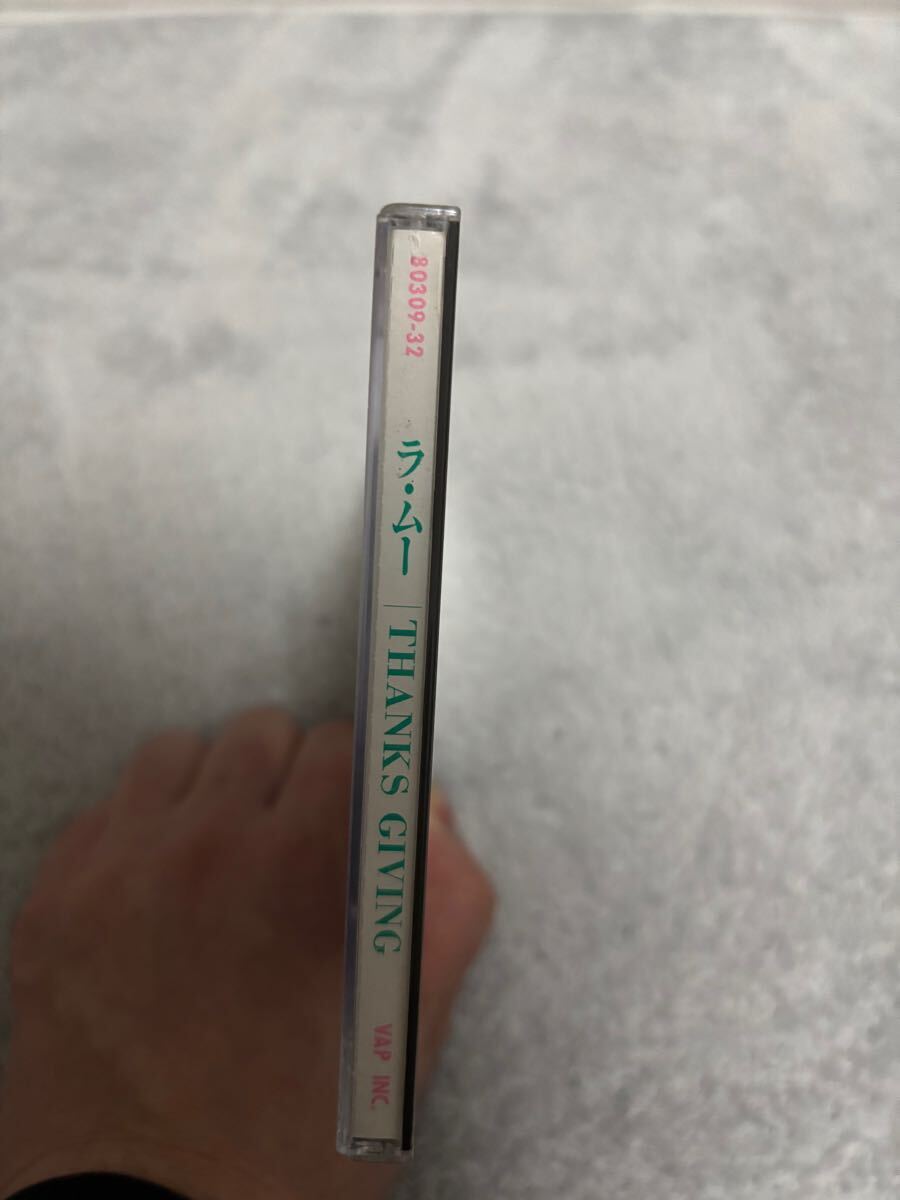 80309-32
ラ・ムー
THANKS GIVING
VAP INC.